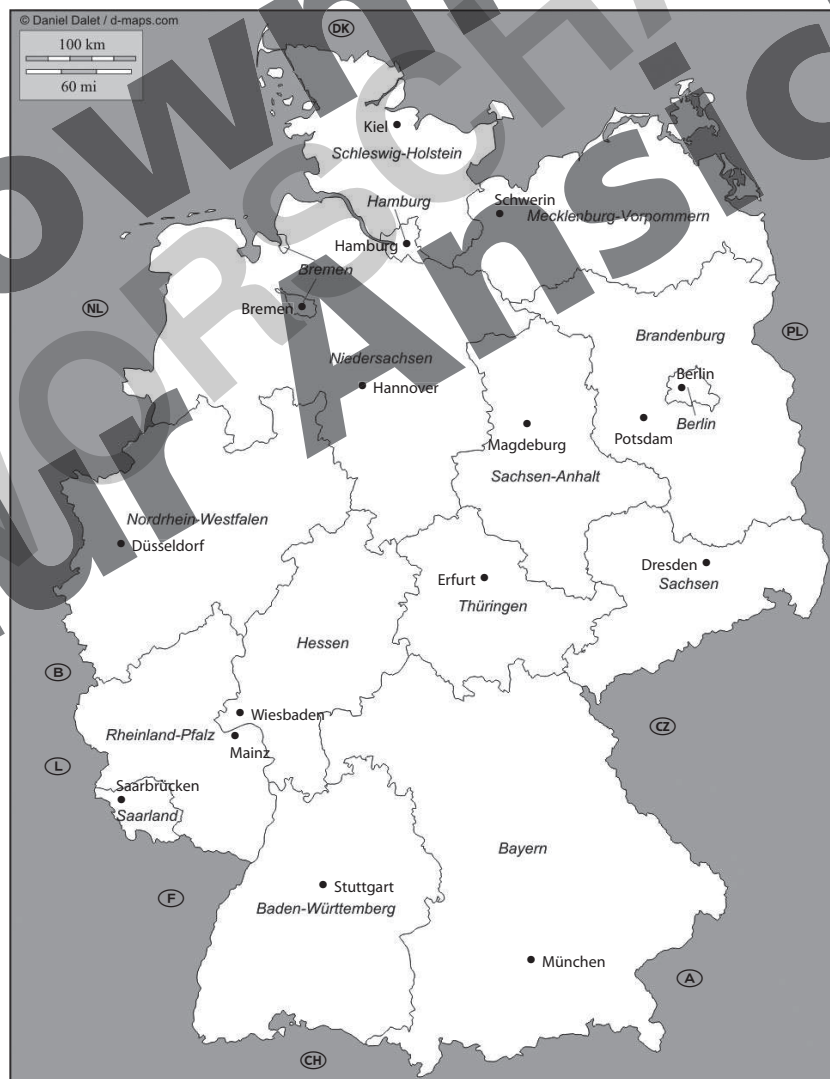 © Daniel Dalet / d-maps.com
100 km
60 mi
DK
Kiel
Schleswig-Holstein
Hamburg
Schwerin
Mecklenburg-Vorpommern
Hamburg
Bremen
Bremen
NL
PL
Brandenburg
Niedersachsen
Hannover
Berlin
Berlin
Potsdam
Magdeburg
Sachsen-Anhalt
Nordrhein-Westfalen
Düsseldorf
Dresden
Sachsen
Erfurt
Thüringen
Hessen
B
Wiesbaden
Rheinland-Pfalz
Mainz
CZ
L
Saarbrücken
Saarland
Bayern
F
Stuttgart
Baden-Württemberg
München
A
CH